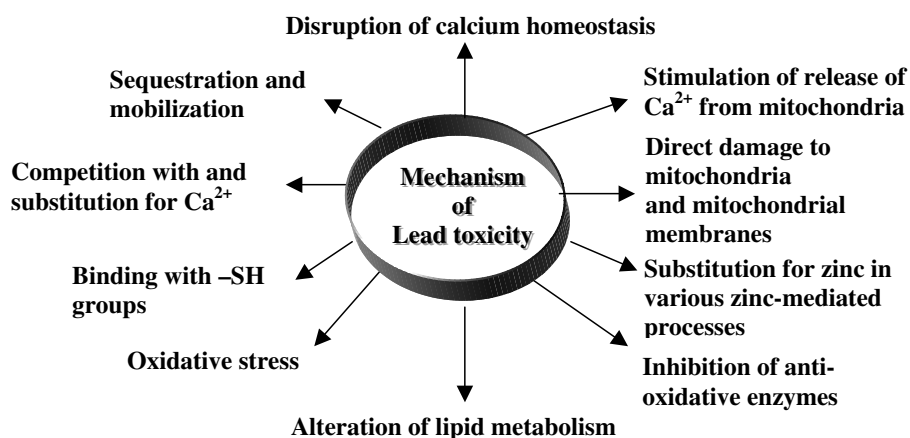 Disruption of calcium homeostasis
Sequestration and
mobilization
Stimulation of release of
Ca²⁺ from mitochondria
Competition with and
substitution for Ca²⁺
Mechanism
of
Lead toxicity
Direct damage to
mitochondria
and mitochondrial
membranes
Binding with –SH
groups
Substitution for zinc in
various zinc-mediated
processes
Oxidative stress
Inhibition of anti-
oxidative enzymes
Alteration of lipid metabolism